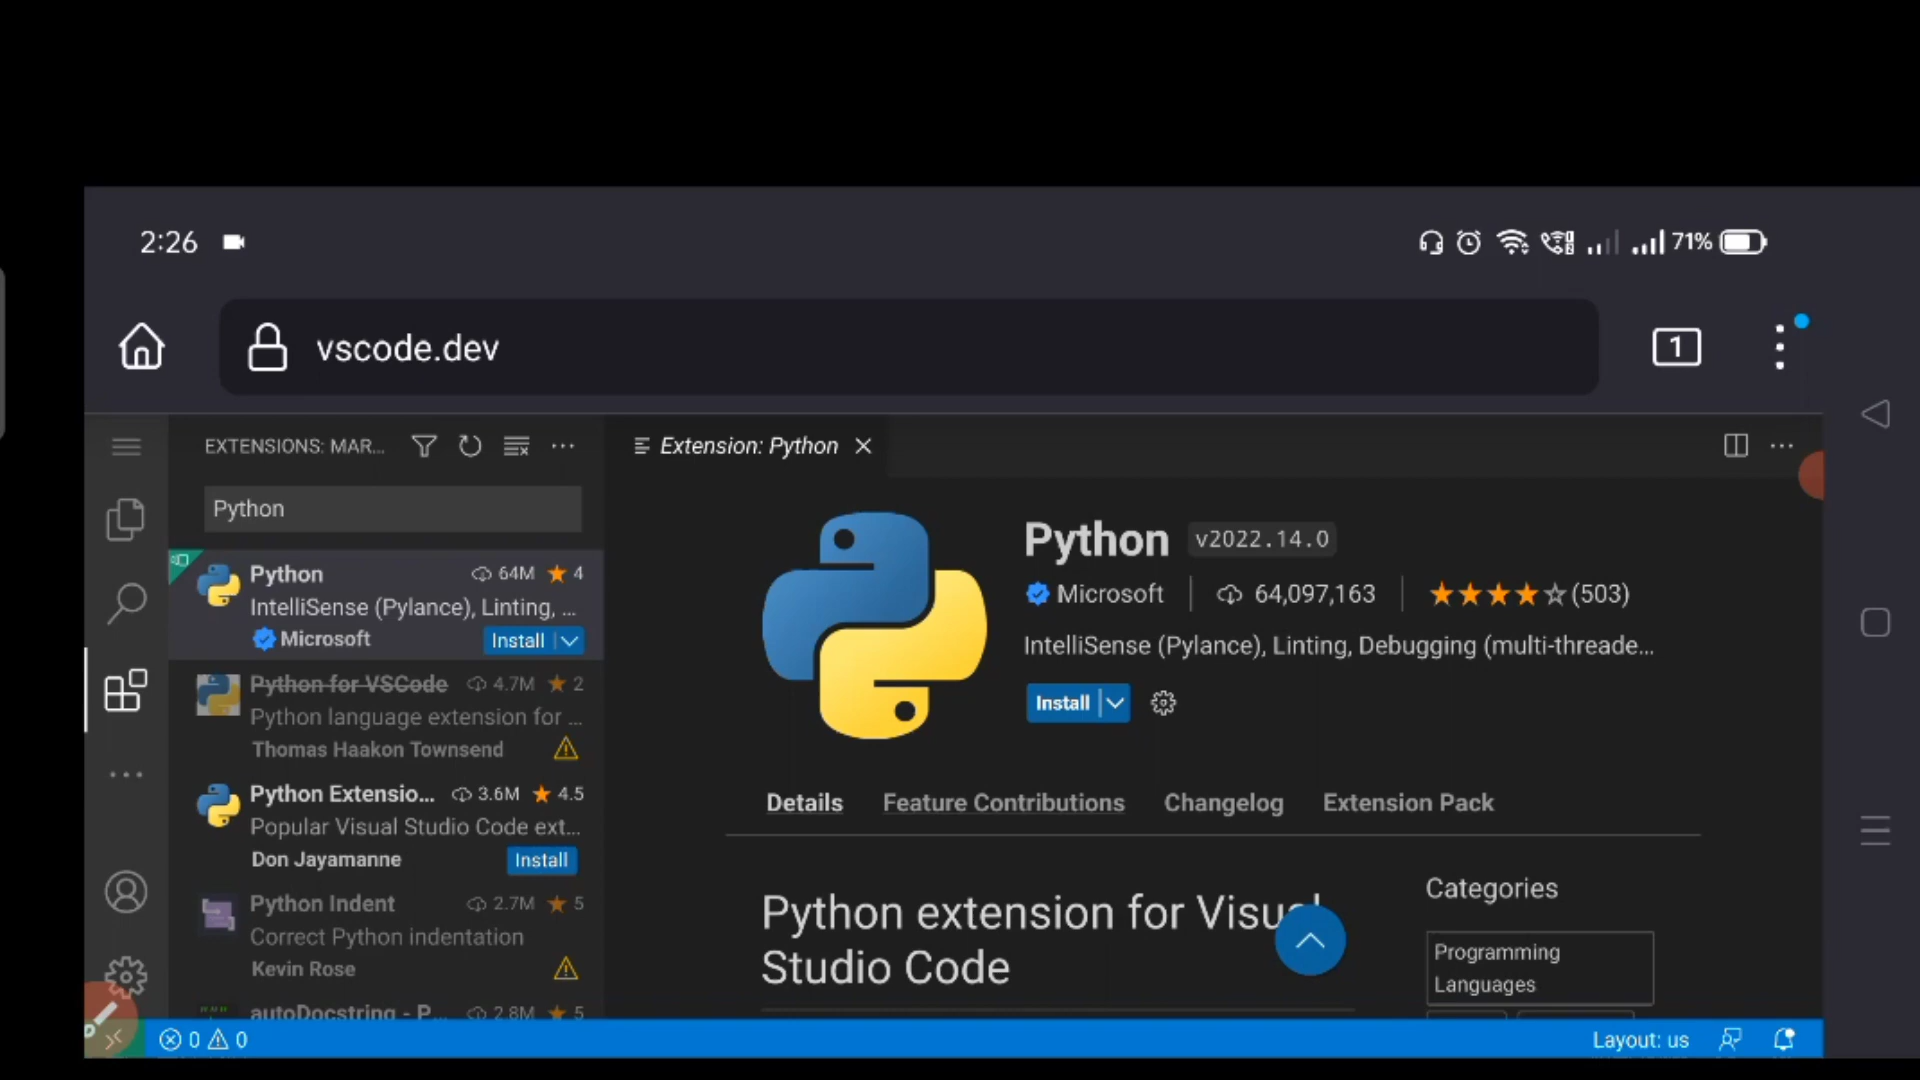 2:26
71%
vscode.dev
1
EXTENSIONS: MAR...
Extension: Python
Python
Python 64M 4
IntelliSense (Pylance), Linting, ...
Microsoft Install
Python for VSCode 4.7M 2
Python language extension for ...
Thomas Haakon Townsend
Python Extensio... 3.6M 4.5
Popular Visual Studio Code ext...
Don Jayamanne Install
Python Indent 2.7M 5
Correct Python indentation
Kevin Rose
autoDocstring - P... 2.8M 5
Python v2022.14.0
Microsoft 64,097,163 (503)
IntelliSense (Pylance), Linting, Debugging (multi-threade...
Install
Details Feature Contributions Changelog Extension Pack
Python extension for Visual
Studio Code
Categories
Programming
Languages
0 0
Layout: us